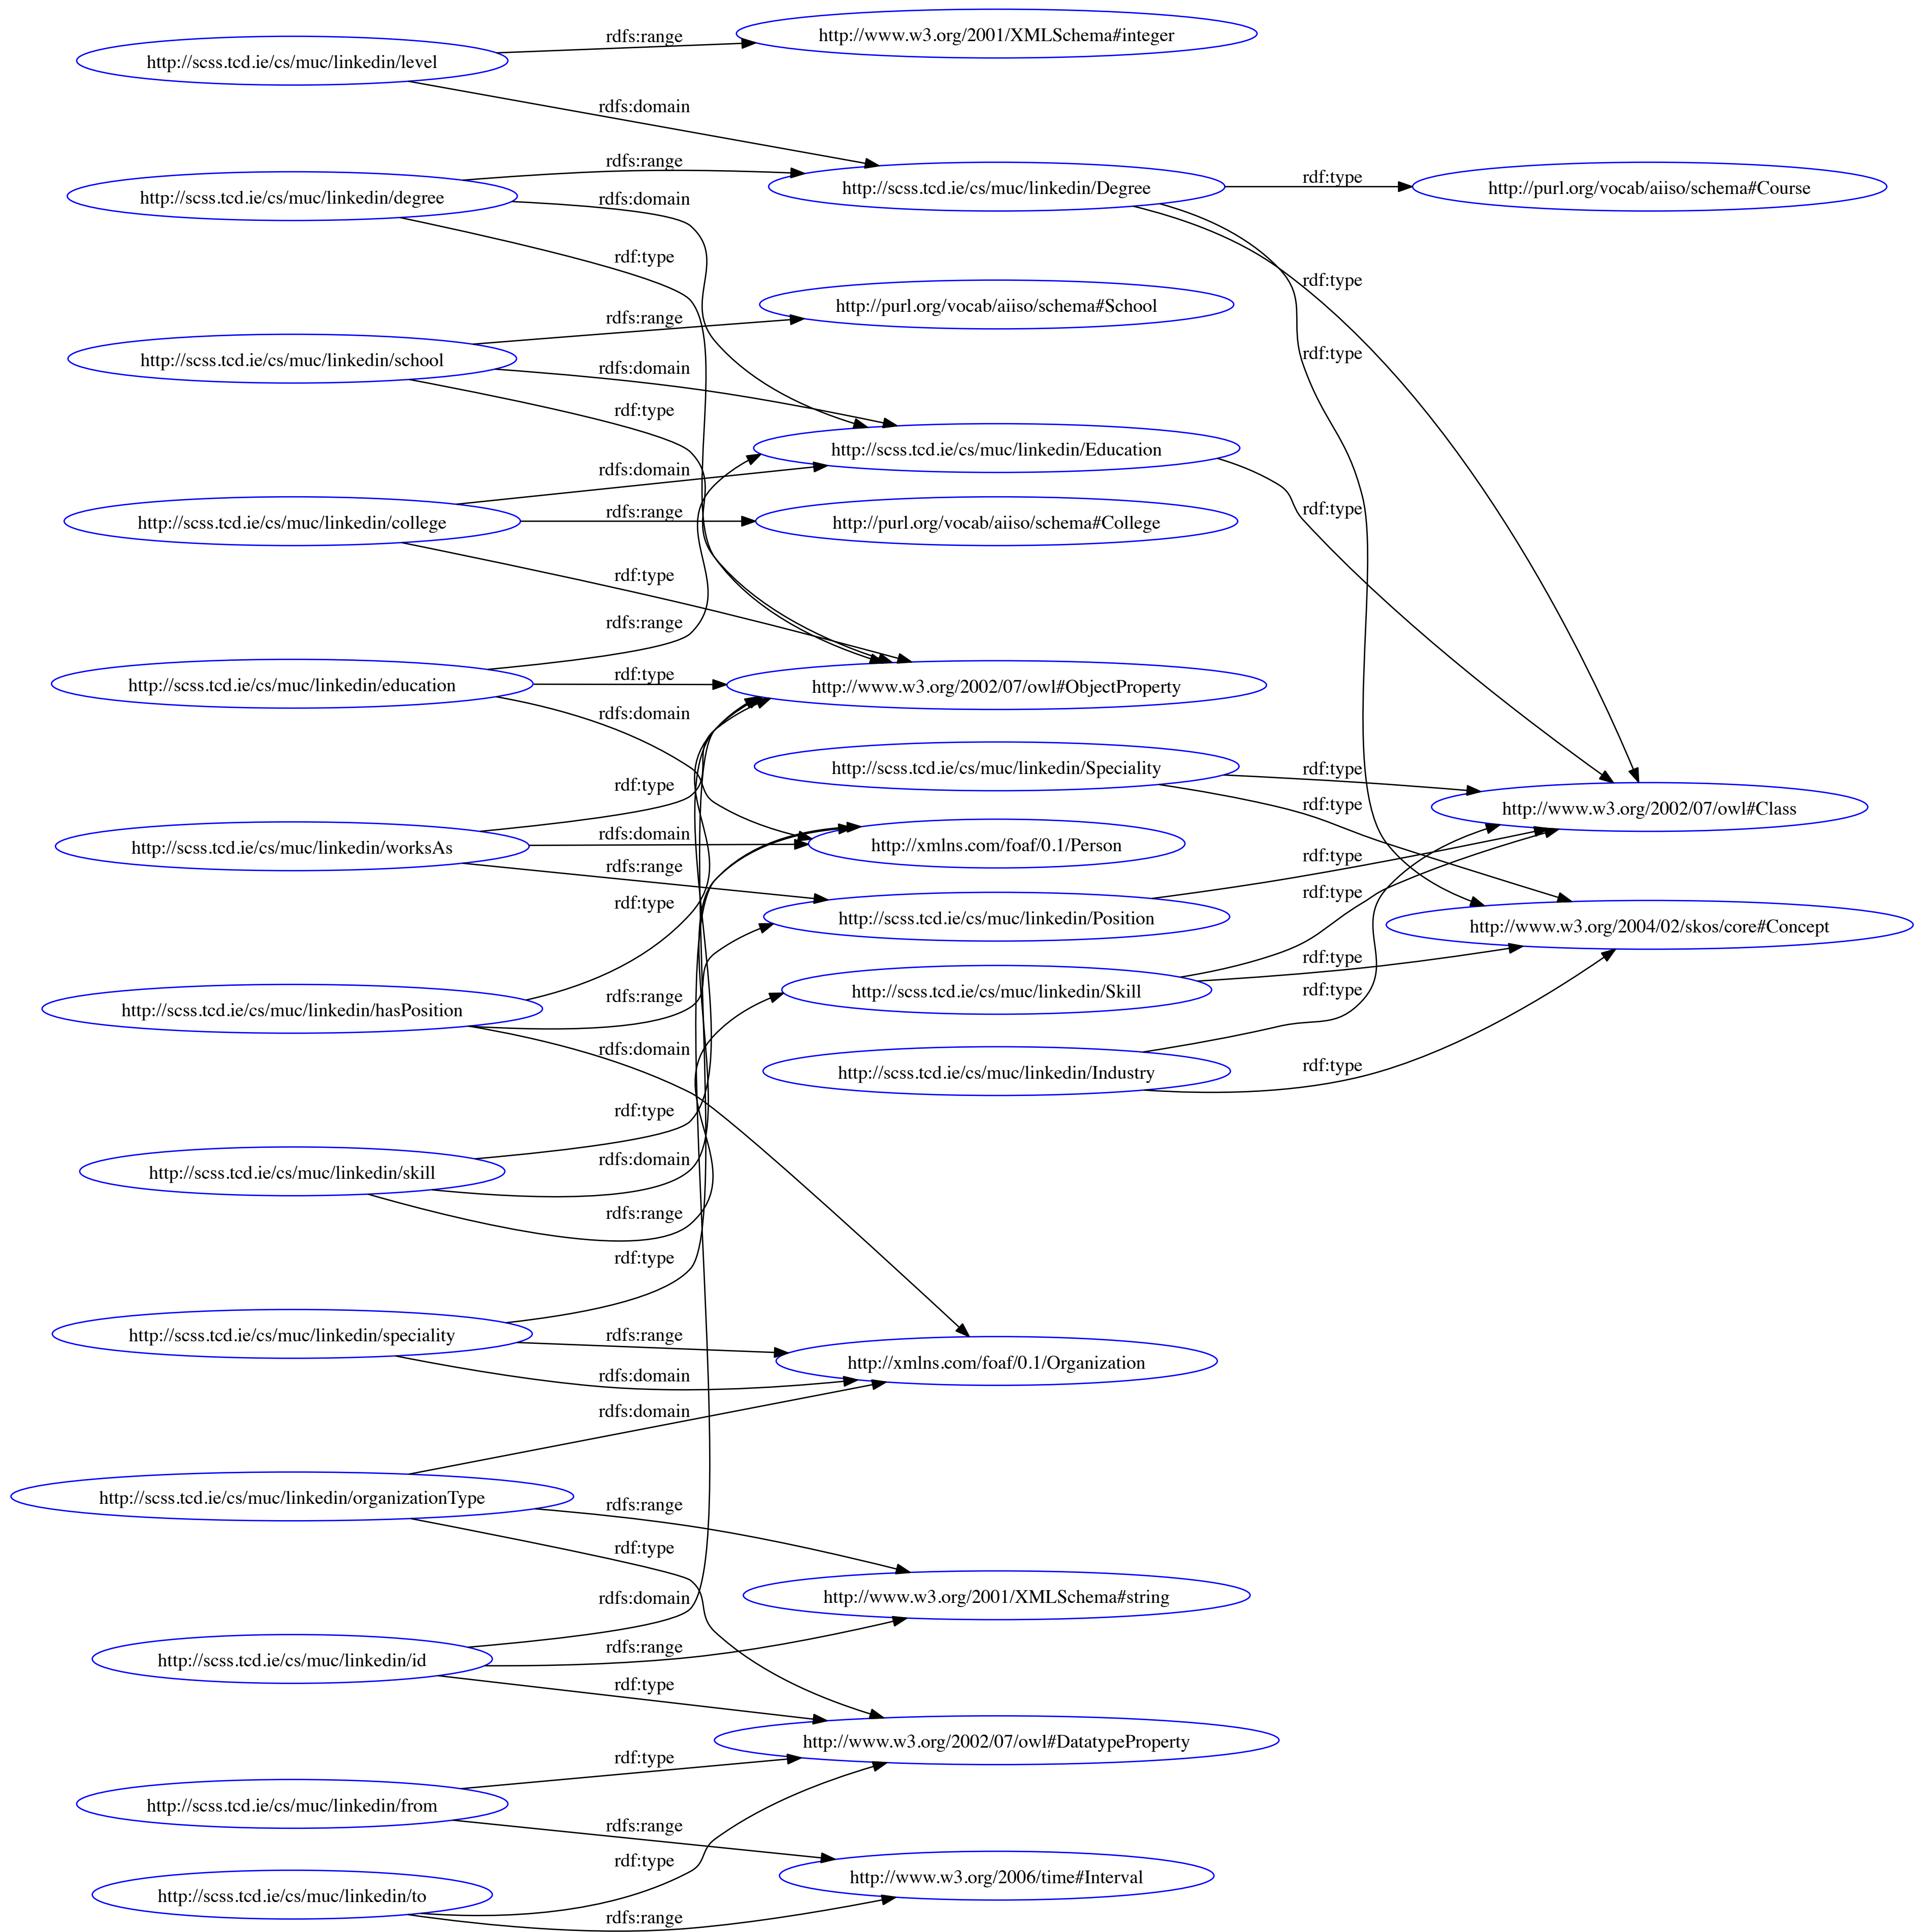 http://www.w3.org/2001/XMLSchema#integer
rdfs:range
http://scss.tcd.ie/cs/muc/linkedin/level
rdfs:domain
rdfs:range
rdf:type
http://scss.tcd.ie/cs/muc/linkedin/Degree
http://purl.org/vocab/aiiso/schema#Course
http://scss.tcd.ie/cs/muc/linkedin/degree
rdfs:domain
rdf:type
rdf:type
http://purl.org/vocab/aiiso/schema#School
rdfs:range
rdf:type
http://scss.tcd.ie/cs/muc/linkedin/school
rdfs:domain
rdf:type
http://scss.tcd.ie/cs/muc/linkedin/Education
rdfs:domain
rdf:type
http://scss.tcd.ie/cs/muc/linkedin/college
rdfs:range
http://purl.org/vocab/aiiso/schema#College
rdf:type
rdfs:range
rdf:type
http://scss.tcd.ie/cs/muc/linkedin/education
http://www.w3.org/2002/07/owl#ObjectProperty
rdfs:domain
http://scss.tcd.ie/cs/muc/linkedin/Speciality
rdf:type
rdf:type
rdf:type
http://www.w3.org/2002/07/owl#Class
rdfs:domain
http://scss.tcd.ie/cs/muc/linkedin/worksAs
http://xmlns.com/foaf/0.1/Person
rdf:type
rdfs:range
rdf:type
rdf:type
http://scss.tcd.ie/cs/muc/linkedin/Position
http://www.w3.org/2004/02/skos/core#Concept
rdf:type
http://scss.tcd.ie/cs/muc/linkedin/Skill
rdf:type
rdfs:range
http://scss.tcd.ie/cs/muc/linkedin/hasPosition
rdfs:domain
http://scss.tcd.ie/cs/muc/linkedin/Industry
rdf:type
rdf:type
rdfs:domain
http://scss.tcd.ie/cs/muc/linkedin/skill
rdfs:range
rdf:type
http://scss.tcd.ie/cs/muc/linkedin/speciality
rdfs:range
http://xmlns.com/foaf/0.1/Organization
rdfs:domain
rdfs:domain
http://scss.tcd.ie/cs/muc/linkedin/organizationType
rdfs:range
rdf:type
rdfs:domain
http://www.w3.org/2001/XMLSchema#string
rdfs:range
http://scss.tcd.ie/cs/muc/linkedin/id
rdf:type
http://www.w3.org/2002/07/owl#DatatypeProperty
rdf:type
http://scss.tcd.ie/cs/muc/linkedin/from
rdfs:range
rdf:type
http://www.w3.org/2006/time#Interval
http://scss.tcd.ie/cs/muc/linkedin/to
rdfs:range